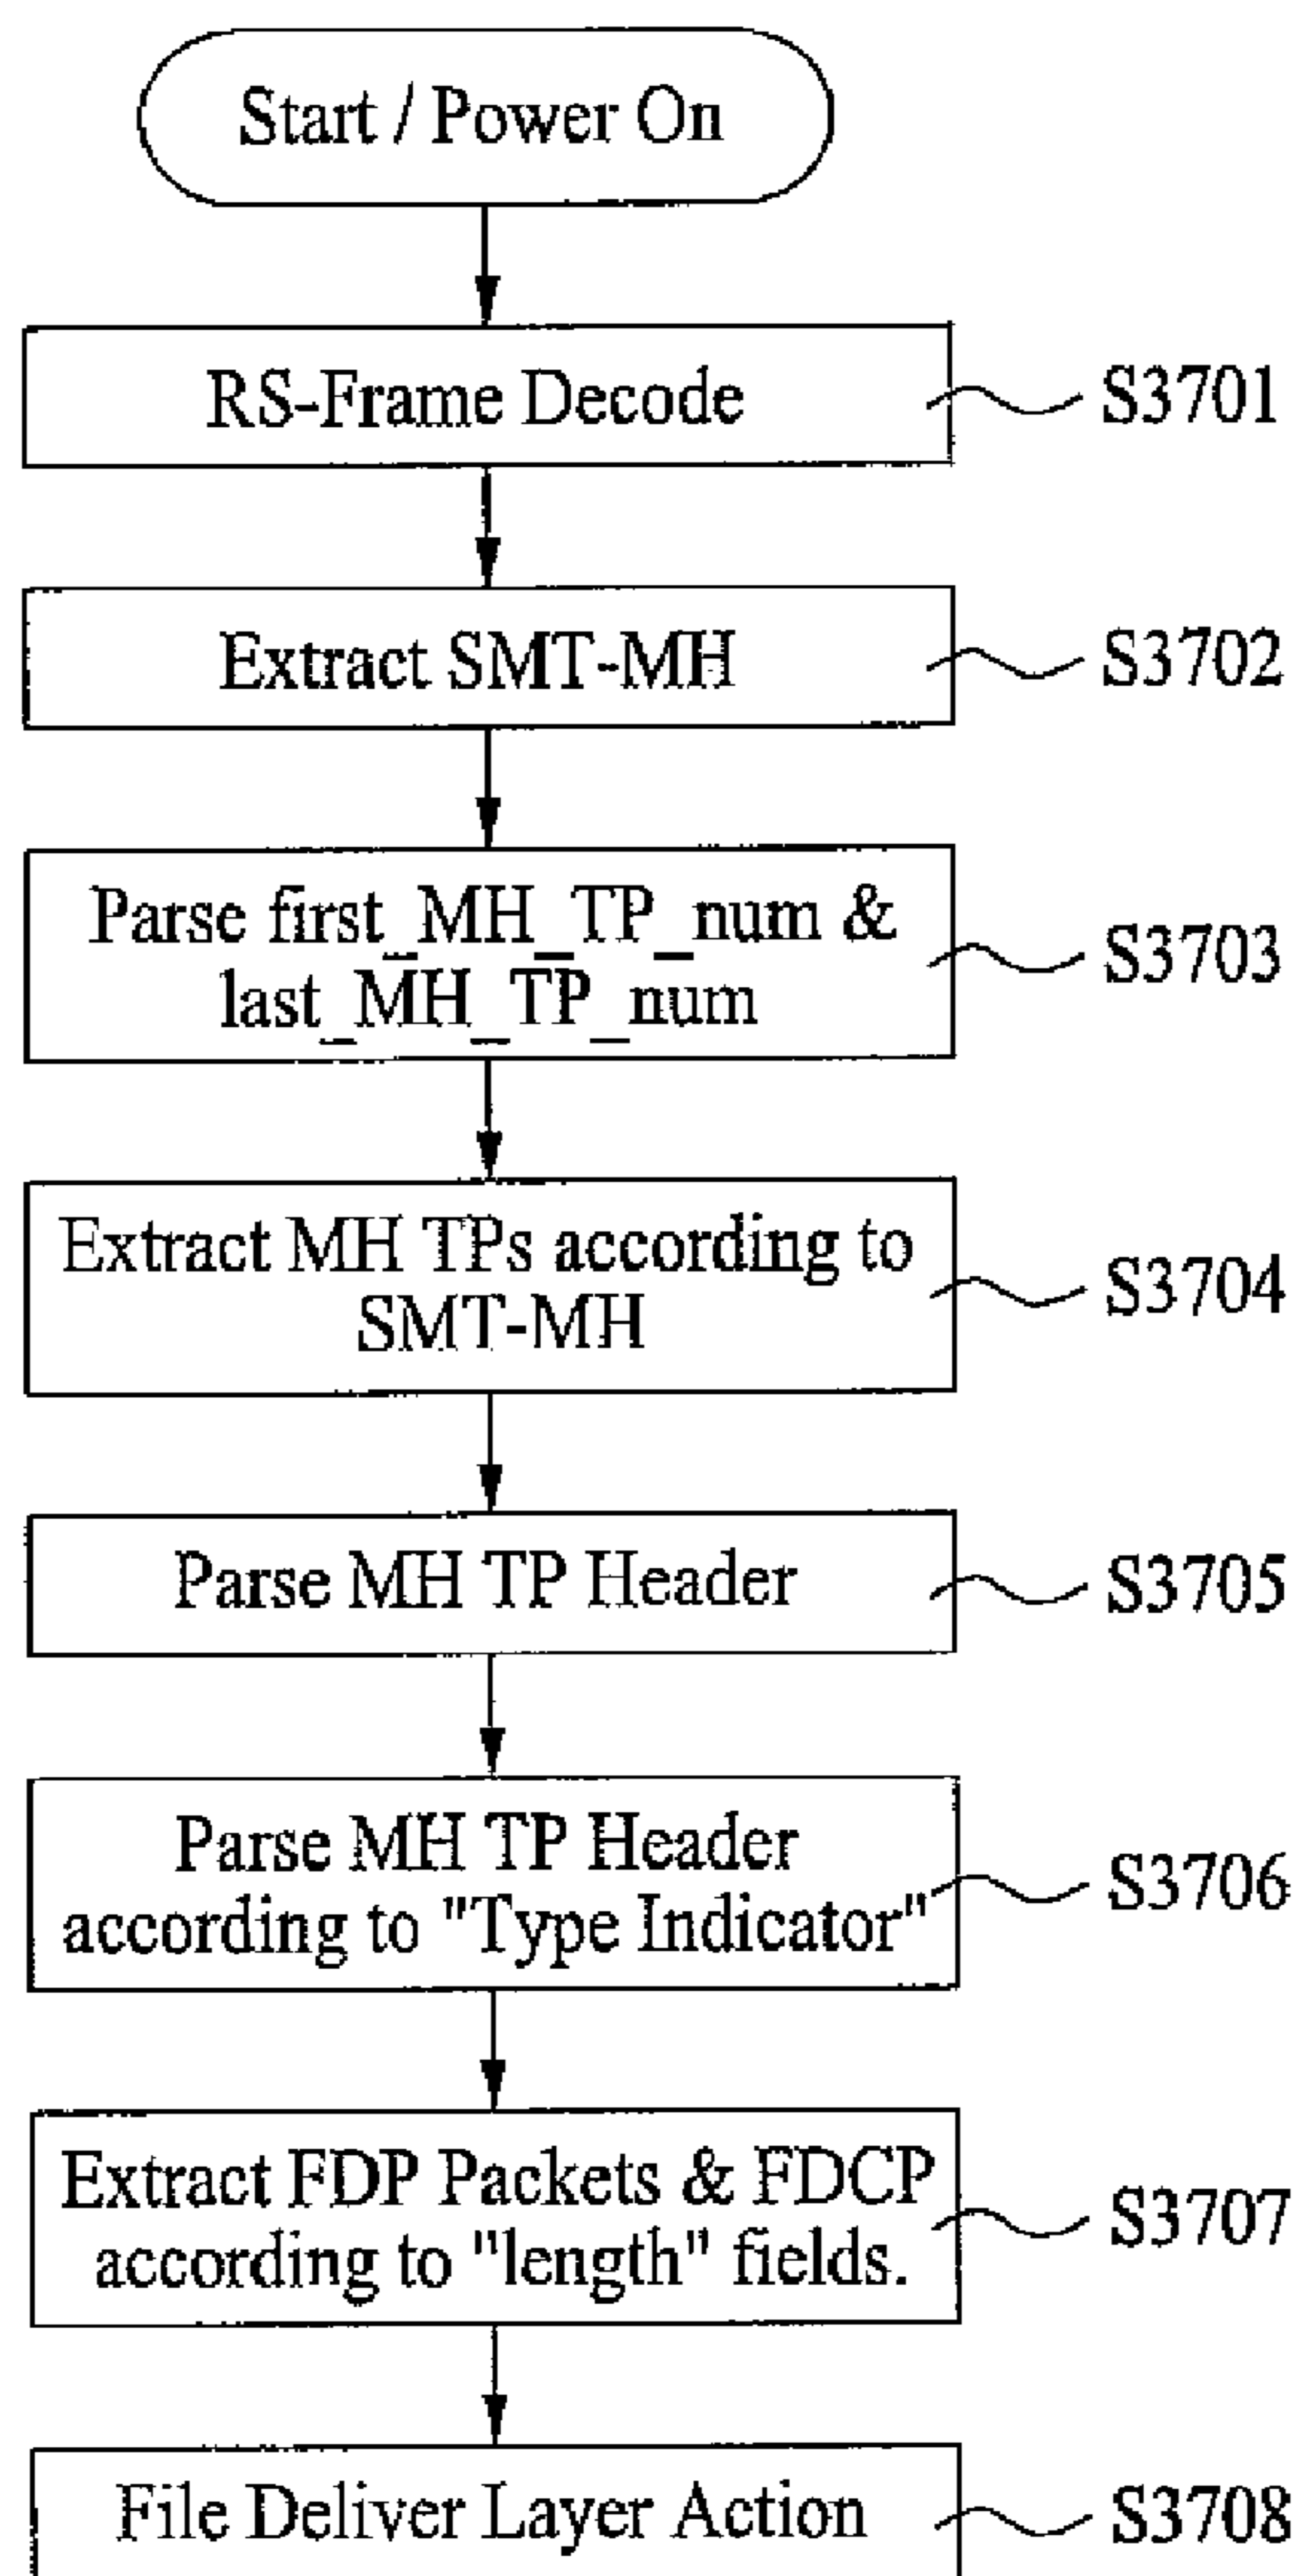 Start / Power On
RS-Frame Decode
S3701
Extract SMT-MH
S3702
Parse first_MH_TP_num &
last_MH_TP_num
S3703
Extract MH TPs according to
SMT-MH
S3704
Parse MH TP Header
S3705
Parse MH TP Header
according to "Type Indicator"
S3706
Extract FDP Packets & FDCP
according to "length" fields.
S3707
File Deliver Layer Action
S3708